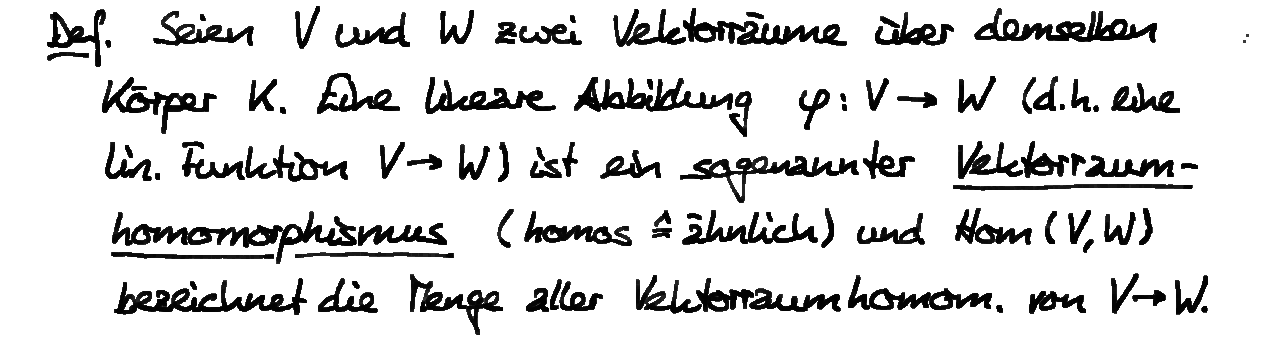 Def. Seien V und W zwei Vektorräume über demselben
Körper K. Eine lineare Abbildung φ: V → W (d.h. eine
lin. Funktion V → W) ist ein sogenannter Vektorraum-
homomorphismus (homos ≙ ähnlich) und Hom(V,W)
bezeichnet die Menge aller Vektorraumhomom. von V→W.